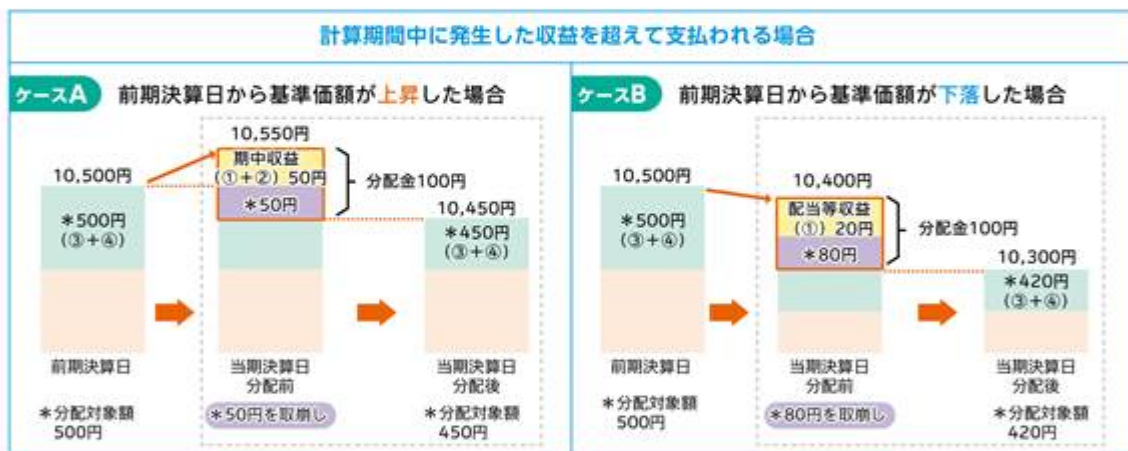 計算期間中に発生した収益を超えて支払われる場合
ケースA 前期決算日から基準価額が上昇した場合
10,550円
10,500円
期中収益
(①+②) 50円
*50円
分配金100円
*500円
(③+④)
10,450円
*450円
(③+④)
前期決算日
当期決算日
分配前
当期決算日
分配後
*分配対象額
500円
*50円を取崩し
*分配対象額
450円
ケースB 前期決算日から基準価額が下落した場合
10,500円
10,400円
配当等収益
(①) 20円
*80円
分配金100円
*500円
(③+④)
10,300円
*420円
(③+④)
前期決算日
当期決算日
分配前
当期決算日
分配後
*分配対象額
500円
*80円を取崩し
*分配対象額
420円